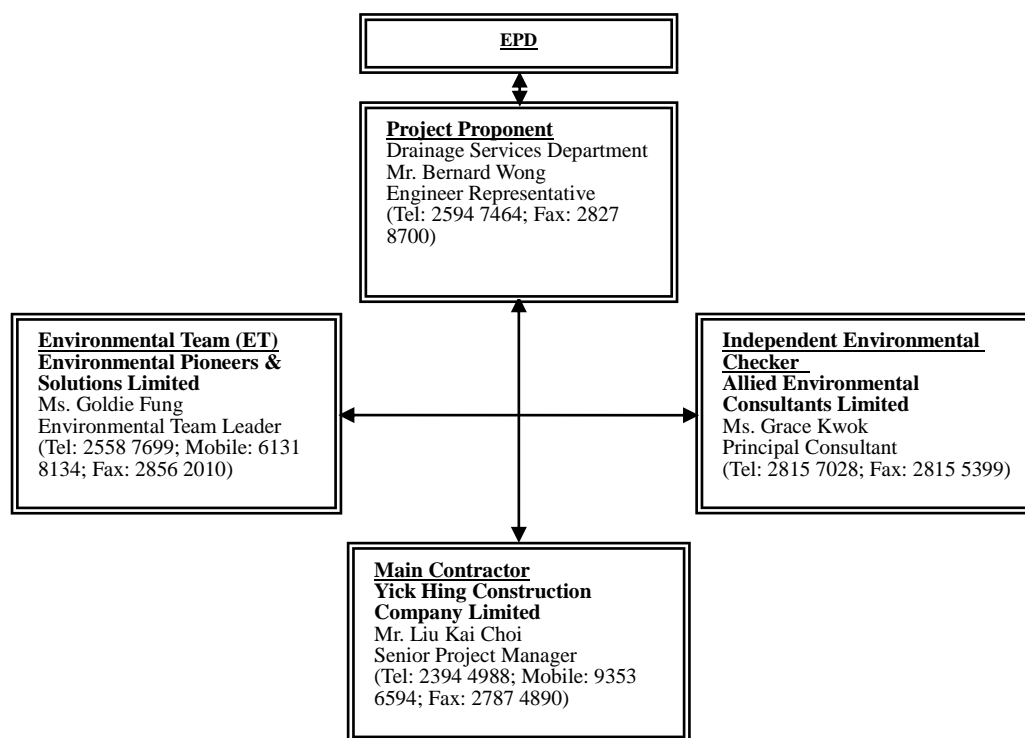 EPD
Project Proponent
Drainage Services Department
Mr. Bernard Wong
Engineer Representative
(Tel: 2594 7464; Fax: 2827
8700)
Environmental Team (ET)
Environmental Pioneers &
Solutions Limited
Ms. Goldie Fung
Environmental Team Leader
(Tel: 2558 7699; Mobile: 6131
8134; Fax: 2856 2010)
Independent Environmental
Checker
Allied Environmental
Consultants Limited
Ms. Grace Kwok
Principal Consultant
(Tel: 2815 7028; Fax: 2815 5399)
Main Contractor
Yick Hing Construction
Company Limited
Mr. Liu Kai Choi
Senior Project Manager
(Tel: 2394 4988; Mobile: 9353
6594; Fax: 2787 4890)